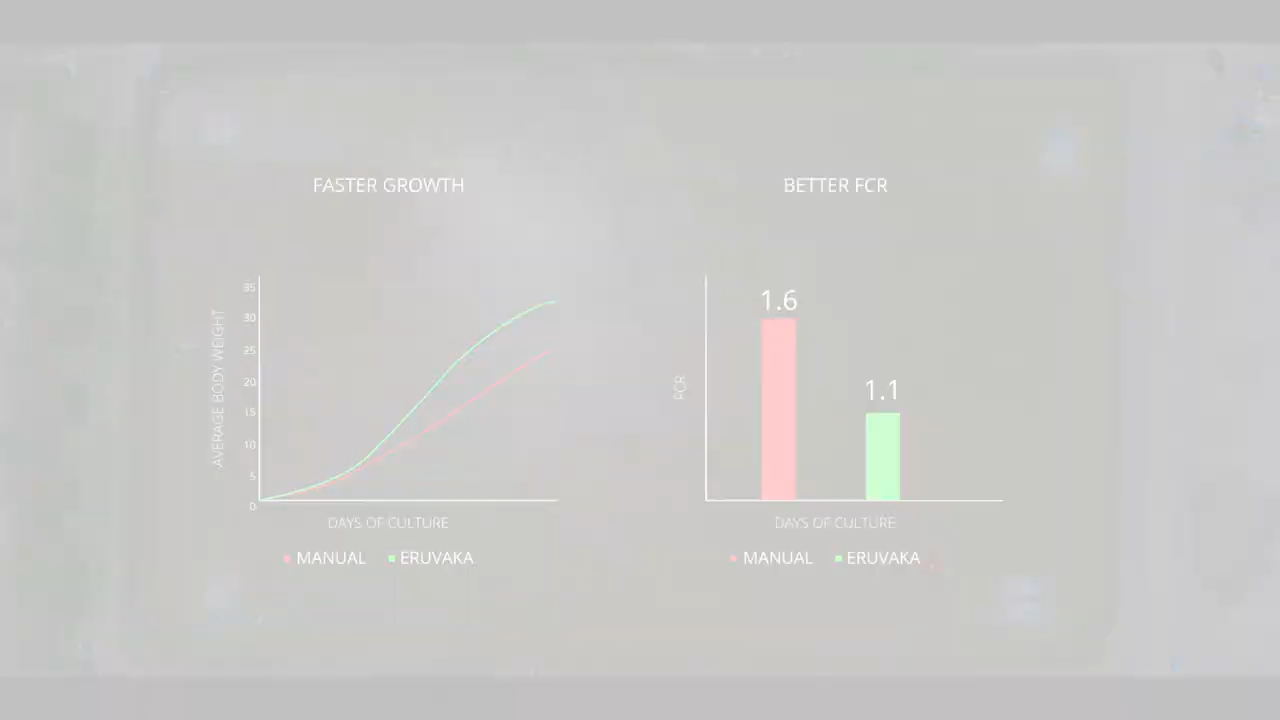 FASTER GROWTH
AVERAGE BODY WEIGHT
35
30
25
20
15
10
5
0
DAYS OF CULTURE
MANUAL
ERUVAKA
BETTER FCR
FCR
1.6
1.1
DAYS OF CULTURE
MANUAL
ERUVAKA